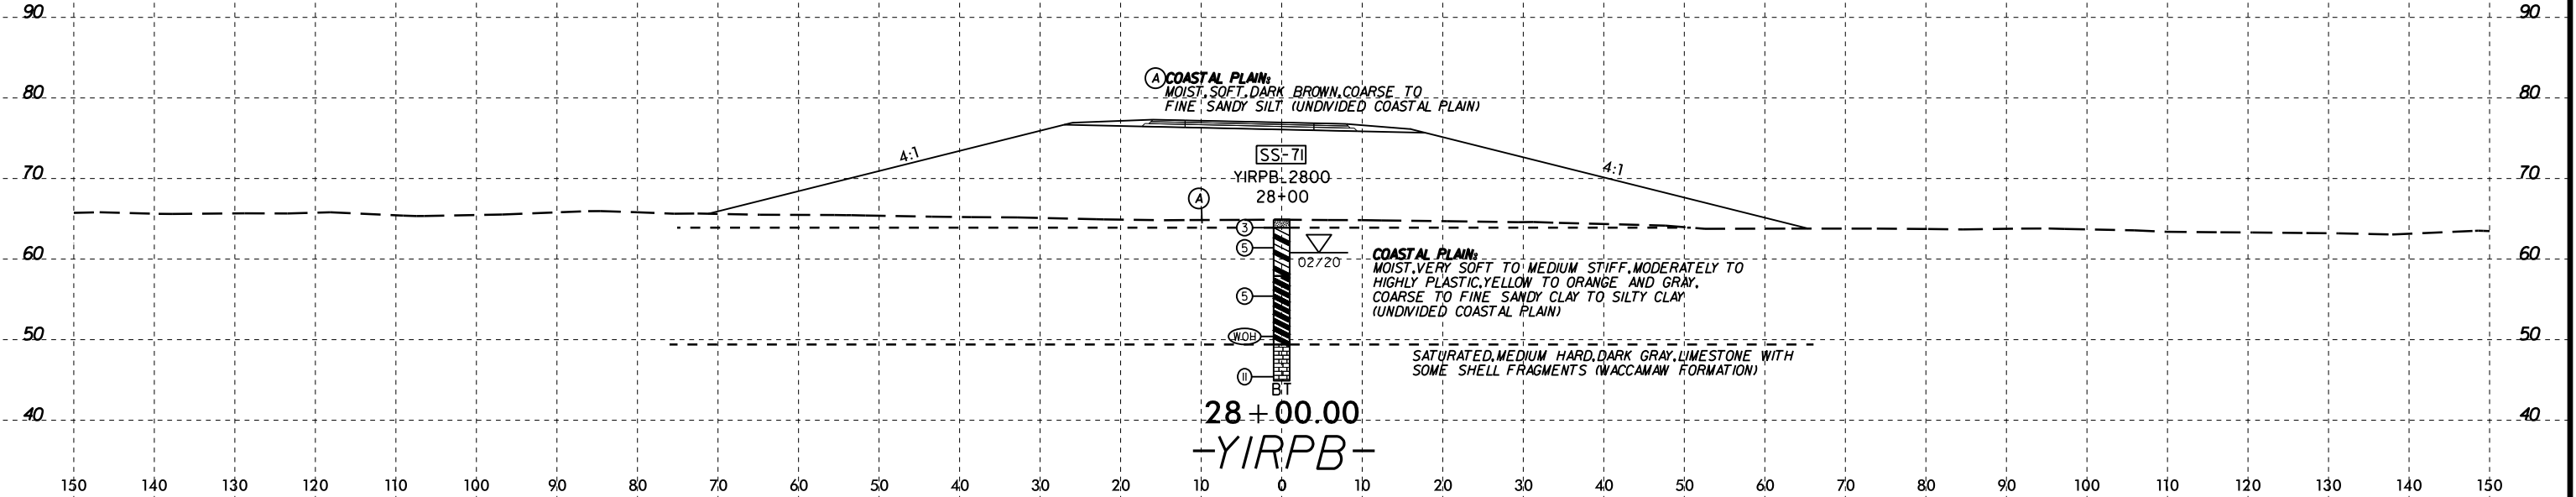 90 90
A COASTAL PLAIN:
MOIST, SOFT, DARK BROWN, COARSE TO
80 80
FINE SANDY SILT (UNDIVIDED COASTAL PLAIN)
4:1 SS-71 4:1
70 YIRPB_2800 70
A 28+00
3
5
02/20
60 60
COASTAL PLAIN:
MOIST, VERY SOFT TO MEDIUM STIFF, MODERATELY TO
HIGHLY PLASTIC, YELLOW TO ORANGE AND GRAY,
COARSE TO FINE SANDY CLAY TO SILTY CLAY
(UNDIVIDED COASTAL PLAIN)
5
50 WOH 50
SATURATED, MEDIUM HARD, DARK GRAY, LIMESTONE WITH
SOME SHELL FRAGMENTS (WACCAMAW FORMATION)
11
BT
40 28+00.00 40
-YIRPB-
150 140 130 120 110 100 90 80 70 60 50 40 30 20 10 0 10 20 30 40 50 60 70 80 90 100 110 120 130 140 150